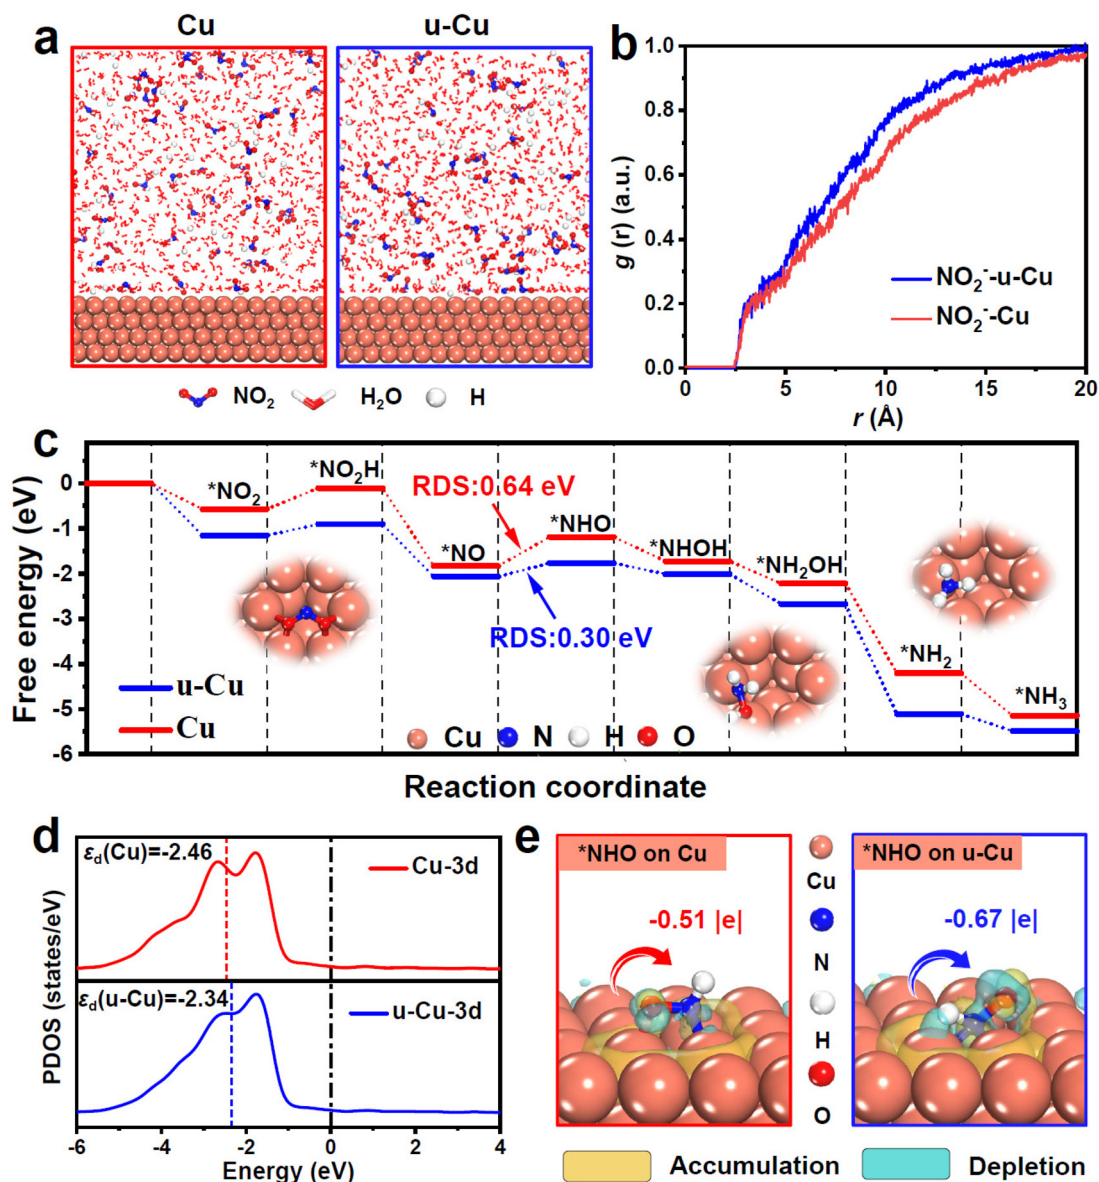 a
Cu
u-Cu
NO2
H2O
H
b
g (r) (a.u.)
1.0
0.8
0.6
0.4
0.2
0.0
NO2⁻-u-Cu
NO2⁻-Cu
0 5 10 15 20
r (Å)
c
Free energy (eV)
0
-1
-2
-3
-4
-5
-6
*NO2
*NO2H
*NO
RDS:0.64 eV
*NHO
*NHOH
*NH2OH
*NH2
*NH3
RDS:0.30 eV
u-Cu
Cu
Cu N H O
Reaction coordinate
d
PDOS (states/eV)
εd(Cu)=-2.46
Cu-3d
εd(u-Cu)=-2.34
u-Cu-3d
-6 -4 -2 0 2 4
Energy (eV)
e
*NHO on Cu
-0.51 |e|
Cu
N
H
O
*NHO on u-Cu
-0.67 |e|
Accumulation
Depletion